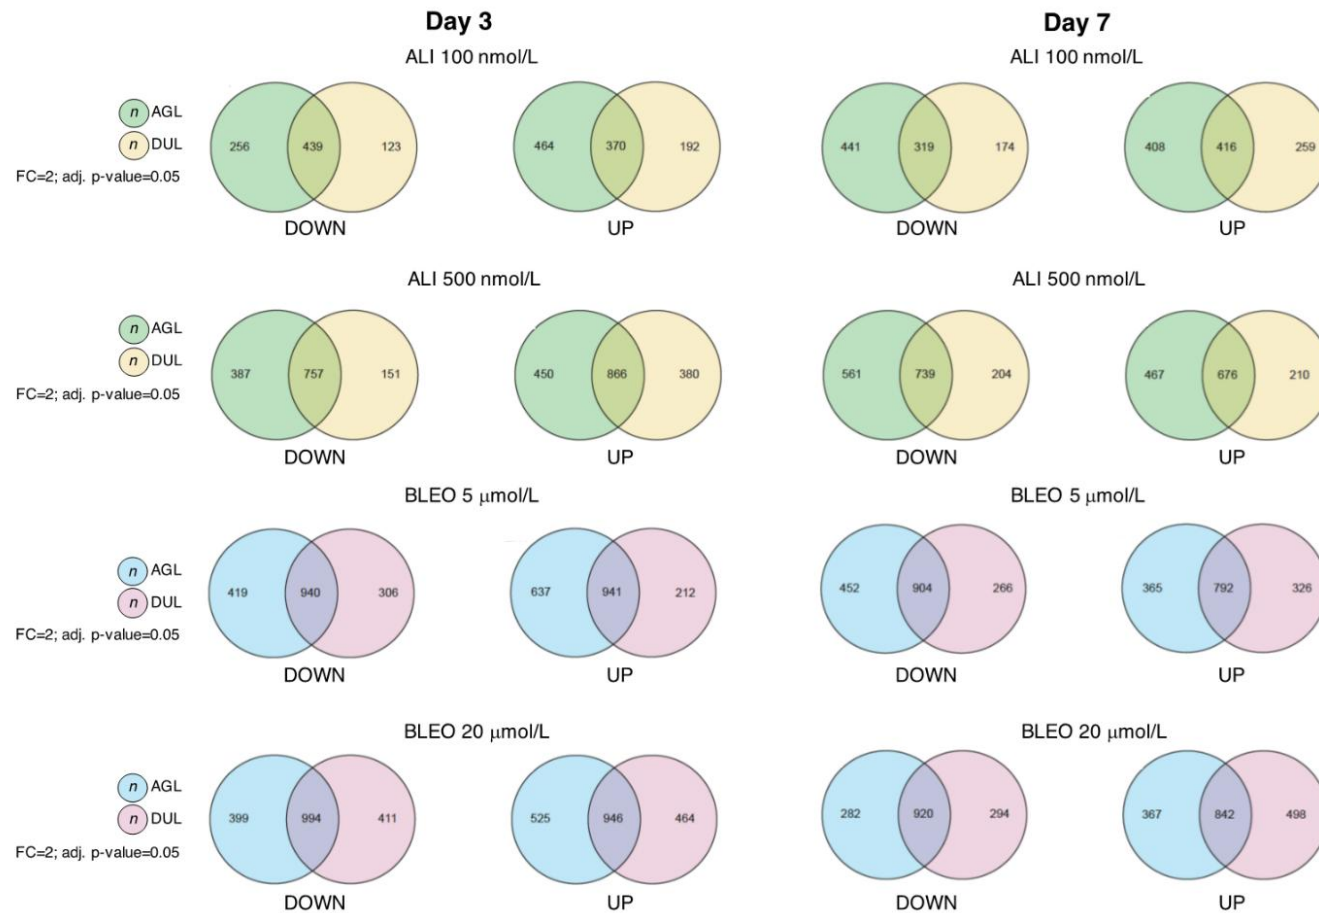 Day 3
Day 7
ALI 100 nmol/L
ALI 100 nmol/L
n AGL
n DUL
FC=2; adj. p-value=0.05
256 439 123
464 370 192
441 319 174
408 416 259
DOWN
UP
DOWN
UP
ALI 500 nmol/L
ALI 500 nmol/L
n AGL
n DUL
FC=2; adj. p-value=0.05
387 757 151
450 866 380
561 739 204
467 676 210
DOWN
UP
DOWN
UP
BLEO 5 μmol/L
BLEO 5 μmol/L
n AGL
n DUL
FC=2; adj. p-value=0.05
419 940 306
637 941 212
452 904 266
365 792 326
DOWN
UP
DOWN
UP
BLEO 20 μmol/L
BLEO 20 μmol/L
n AGL
n DUL
FC=2; adj. p-value=0.05
399 994 411
525 946 464
282 920 294
367 842 498
DOWN
UP
DOWN
UP